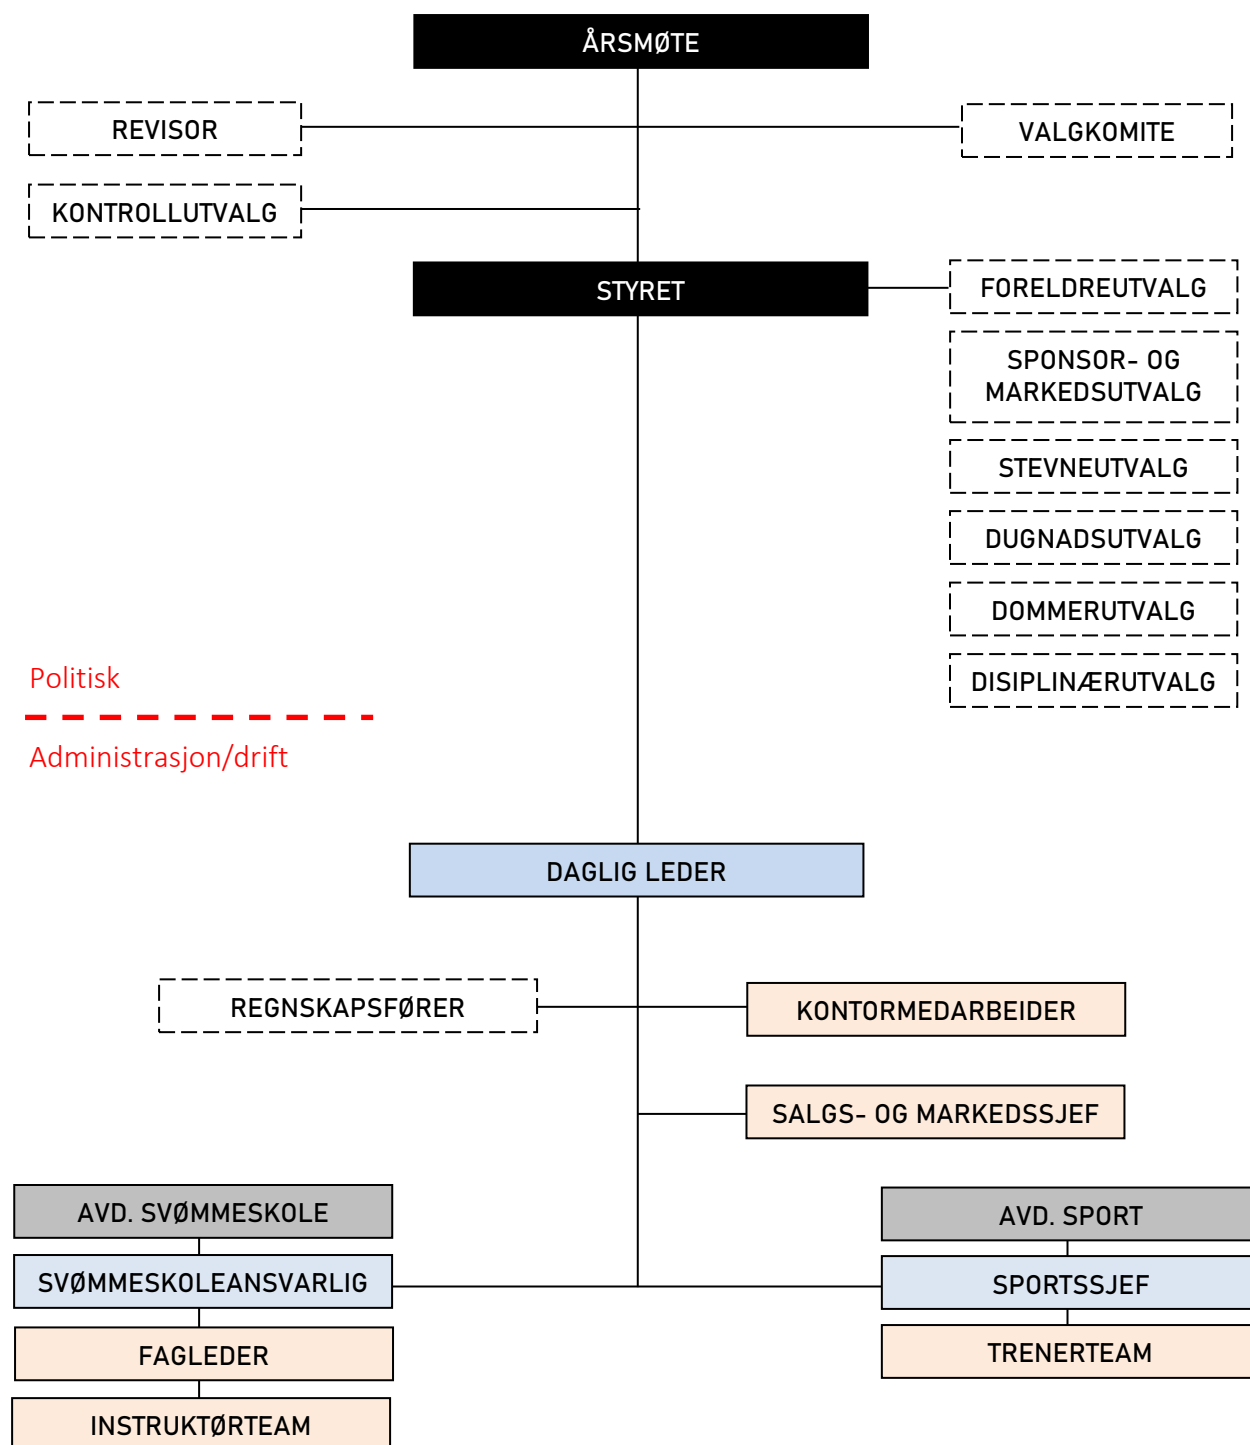 ÅRSMØTE
REVISOR
VALGKOMITE
KONTROLLUTVALG
STYRET
FORELDREUTVALG
SPONSOR- OG
MARKEDSUTVALG
STEVNEUTVALG
DUGNADSUTVALG
DOMMERUTVALG
DISIPLINÆRUTVALG
Politisk
Administrasjon/drift
DAGLIG LEDER
REGNSKAPSFØRER
KONTORMEDARBEIDER
SALGS- OG MARKEDSSJEF
AVD. SVØMMESKOLE
AVD. SPORT
SVØMMESKOLEANSVARLIG
SPORTSSJEF
FAGLEDER
TRENERTEAM
INSTRUKTØRTEAM